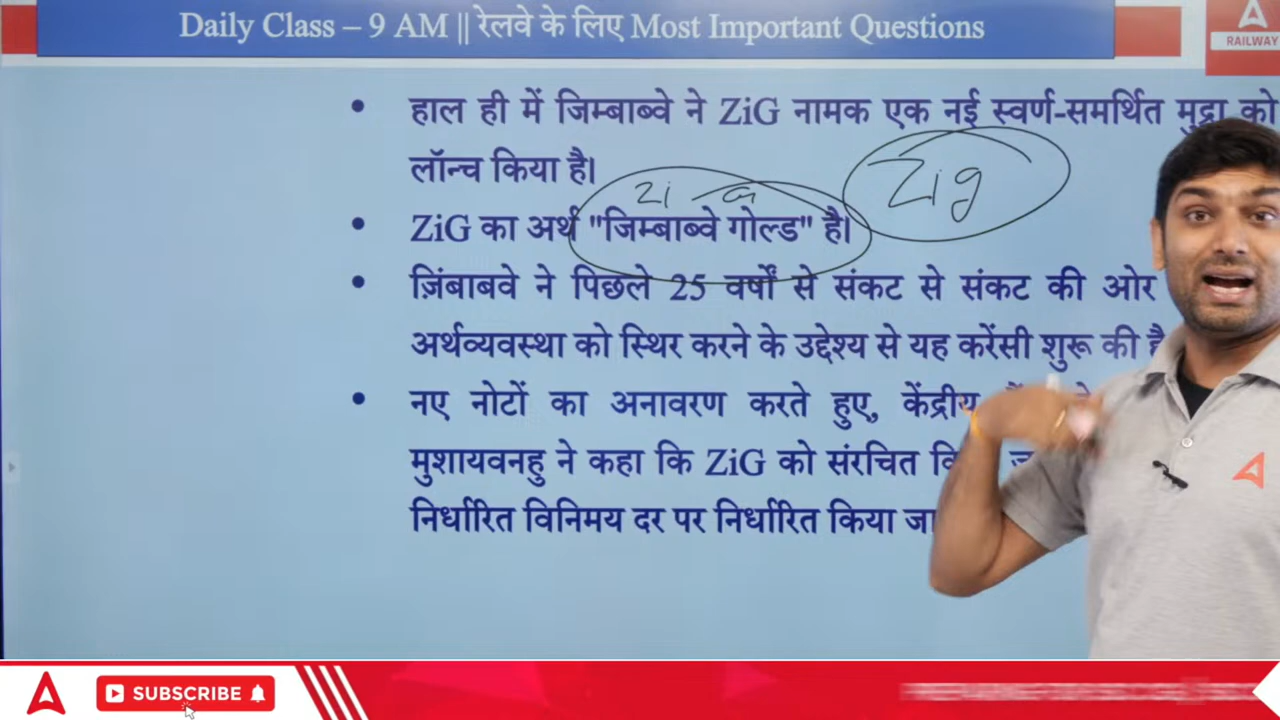 Daily Class – 9 AM || रेलवे के लिए Most Important Questions
RAILWAY
हाल ही में जिम्बाब्वे ने ZiG नामक एक नई स्वर्ण-समर्थित मुद्रा को
लॉन्च किया है।
Zi G
Zig
ZiG का अर्थ "जिम्बाब्वे गोल्ड" है।
ज़िंबाबवे ने पिछले 25 वर्षों से संकट से संकट की ओर
अर्थव्यवस्था को स्थिर करने के उद्देश्य से यह करेंसी शुरू की है
नए नोटों का अनावरण करते हुए, केंद्रीय
मुशायवनहु ने कहा कि ZiG को संरचित
निर्धारित विनिमय दर पर निर्धारित किया जा
SUBSCRIBE